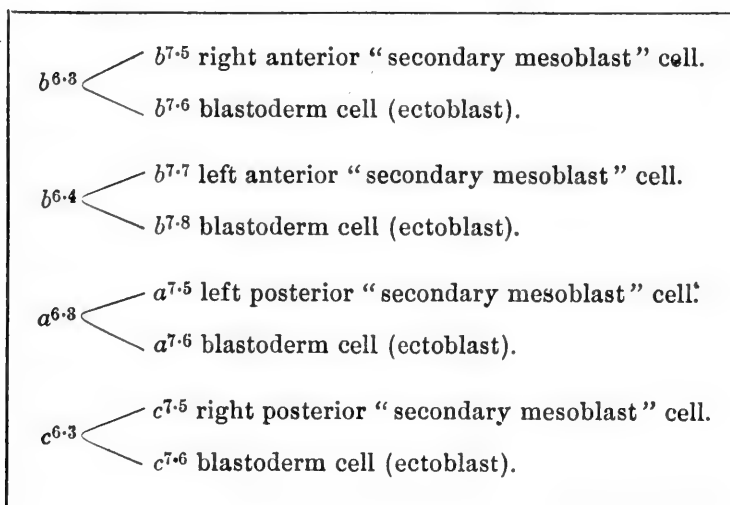 b⁷·⁵ right anterior “secondary mesoblast” cell.
b⁶·³
b⁷·⁶ blastoderm cell (ectoblast).
b⁷·⁷ left anterior “secondary mesoblast” cell.
b⁶·⁴
b⁷·⁸ blastoderm cell (ectoblast).
a⁷·⁵ left posterior “secondary mesoblast” cell.
a⁶·³
a⁷·⁶ blastoderm cell (ectoblast).
c⁷·⁵ right posterior “secondary mesoblast” cell.
c⁶·³
c⁷·⁶ blastoderm cell (ectoblast).